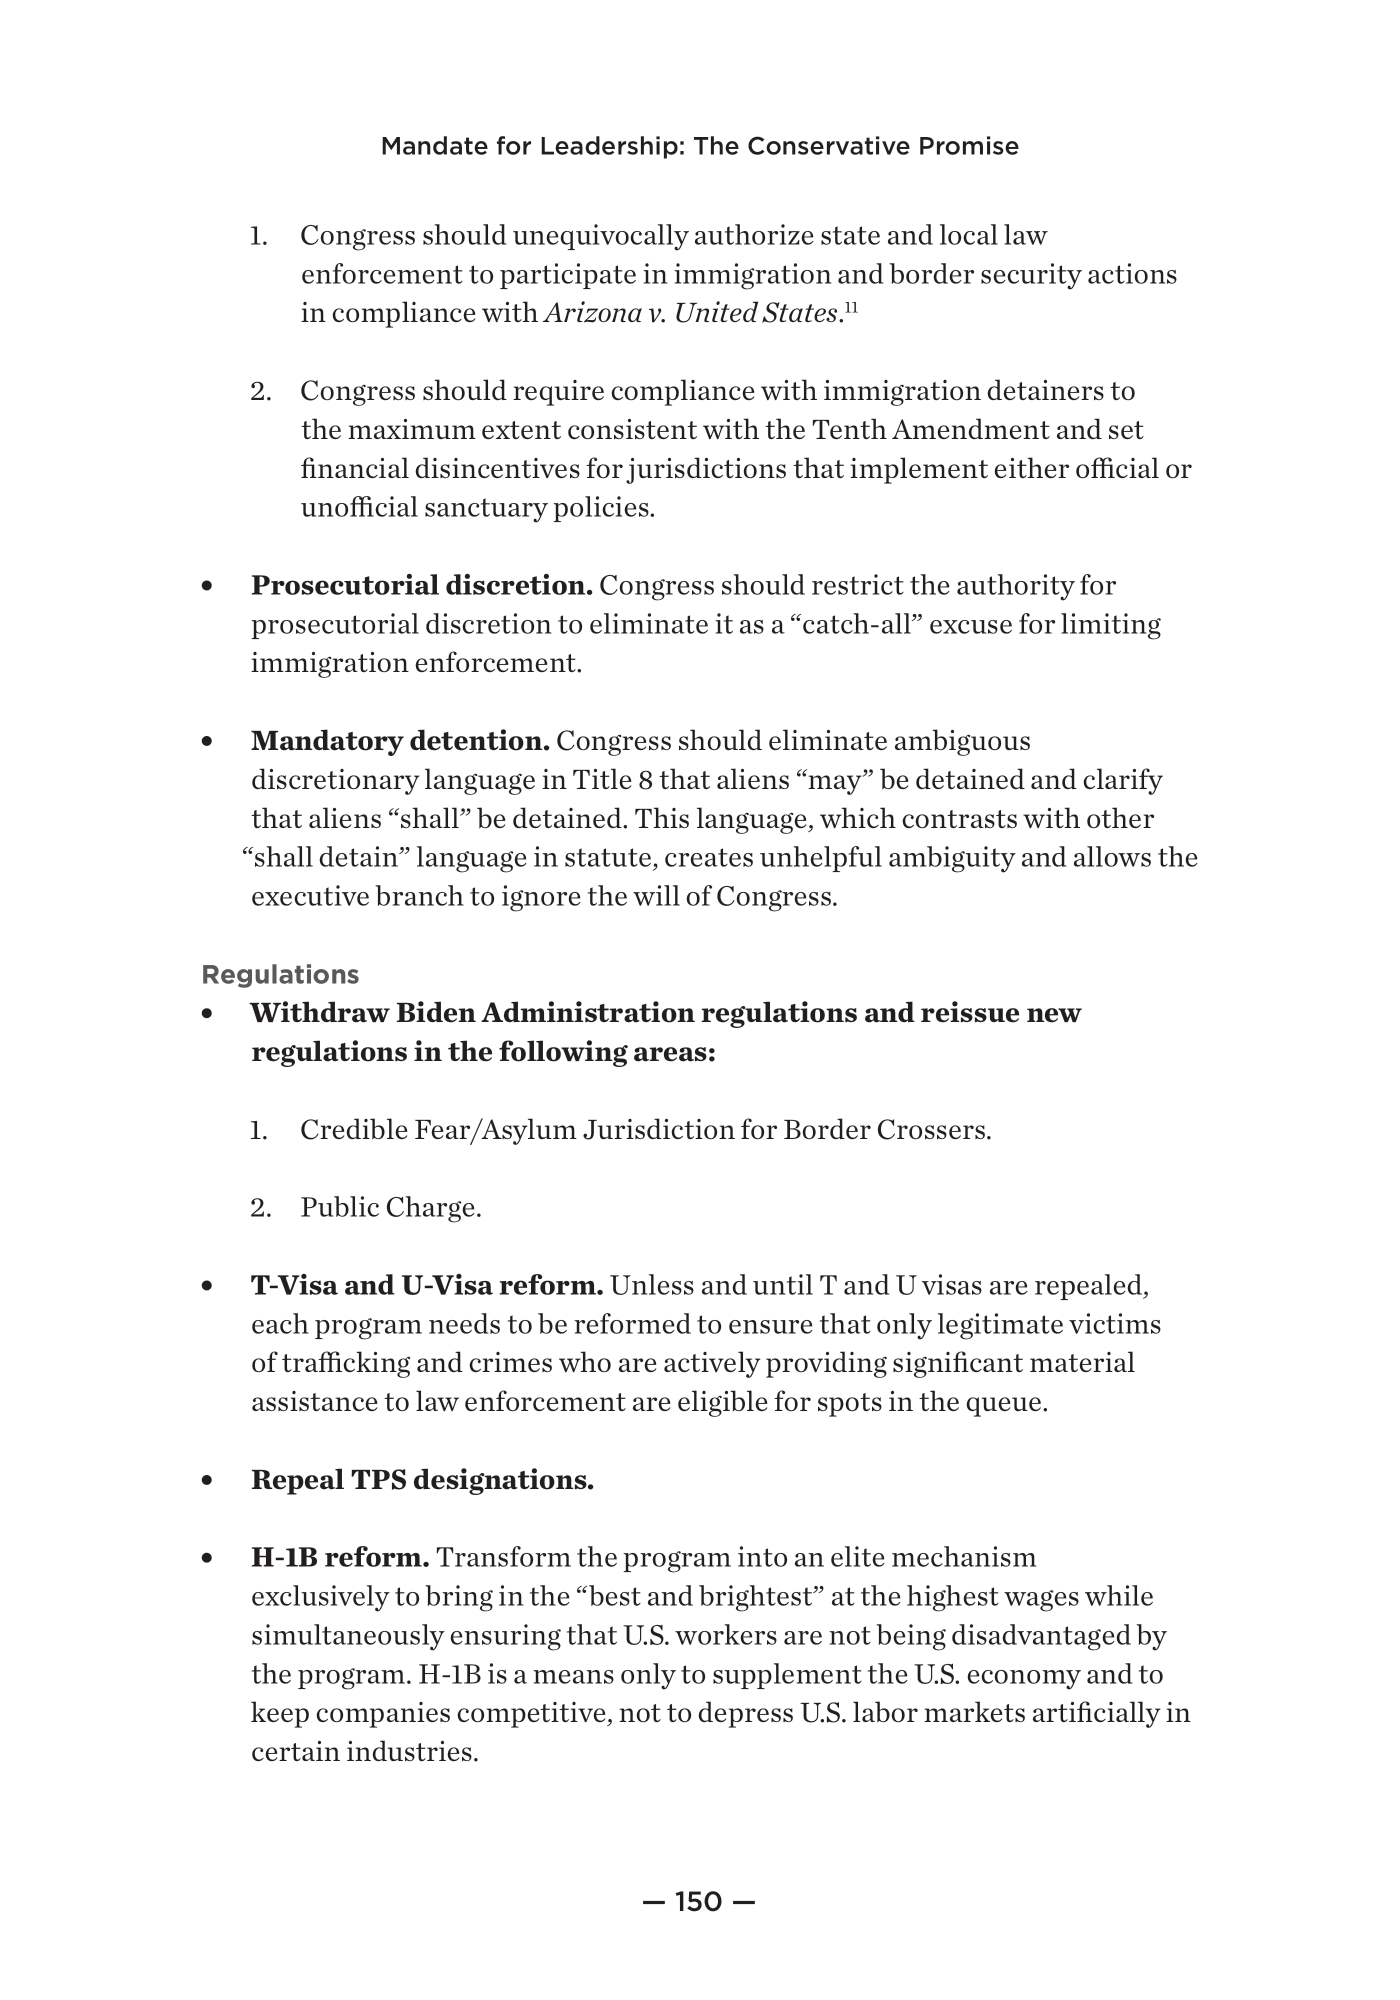 Mandate for Leadership: The Conservative Promise
1. Congress should unequivocally authorize state and local law
enforcement to participate in immigration and border security actions
in compliance with Arizona v. United States.¹¹
2. Congress should require compliance with immigration detainers to
the maximum extent consistent with the Tenth Amendment and set
financial disincentives for jurisdictions that implement either official or
unofficial sanctuary policies.
• Prosecutorial discretion. Congress should restrict the authority for
prosecutorial discretion to eliminate it as a “catch-all” excuse for limiting
immigration enforcement.
• Mandatory detention. Congress should eliminate ambiguous
discretionary language in Title 8 that aliens “may” be detained and clarify
that aliens “shall” be detained. This language, which contrasts with other
“shall detain” language in statute, creates unhelpful ambiguity and allows the
executive branch to ignore the will of Congress.
Regulations
• Withdraw Biden Administration regulations and reissue new
regulations in the following areas:
1. Credible Fear/Asylum Jurisdiction for Border Crossers.
2. Public Charge.
• T-Visa and U-Visa reform. Unless and until T and U visas are repealed,
each program needs to be reformed to ensure that only legitimate victims
of trafficking and crimes who are actively providing significant material
assistance to law enforcement are eligible for spots in the queue.
• Repeal TPS designations.
• H-1B reform. Transform the program into an elite mechanism
exclusively to bring in the “best and brightest” at the highest wages while
simultaneously ensuring that U.S. workers are not being disadvantaged by
the program. H-1B is a means only to supplement the U.S. economy and to
keep companies competitive, not to depress U.S. labor markets artificially in
certain industries.
— 150 —